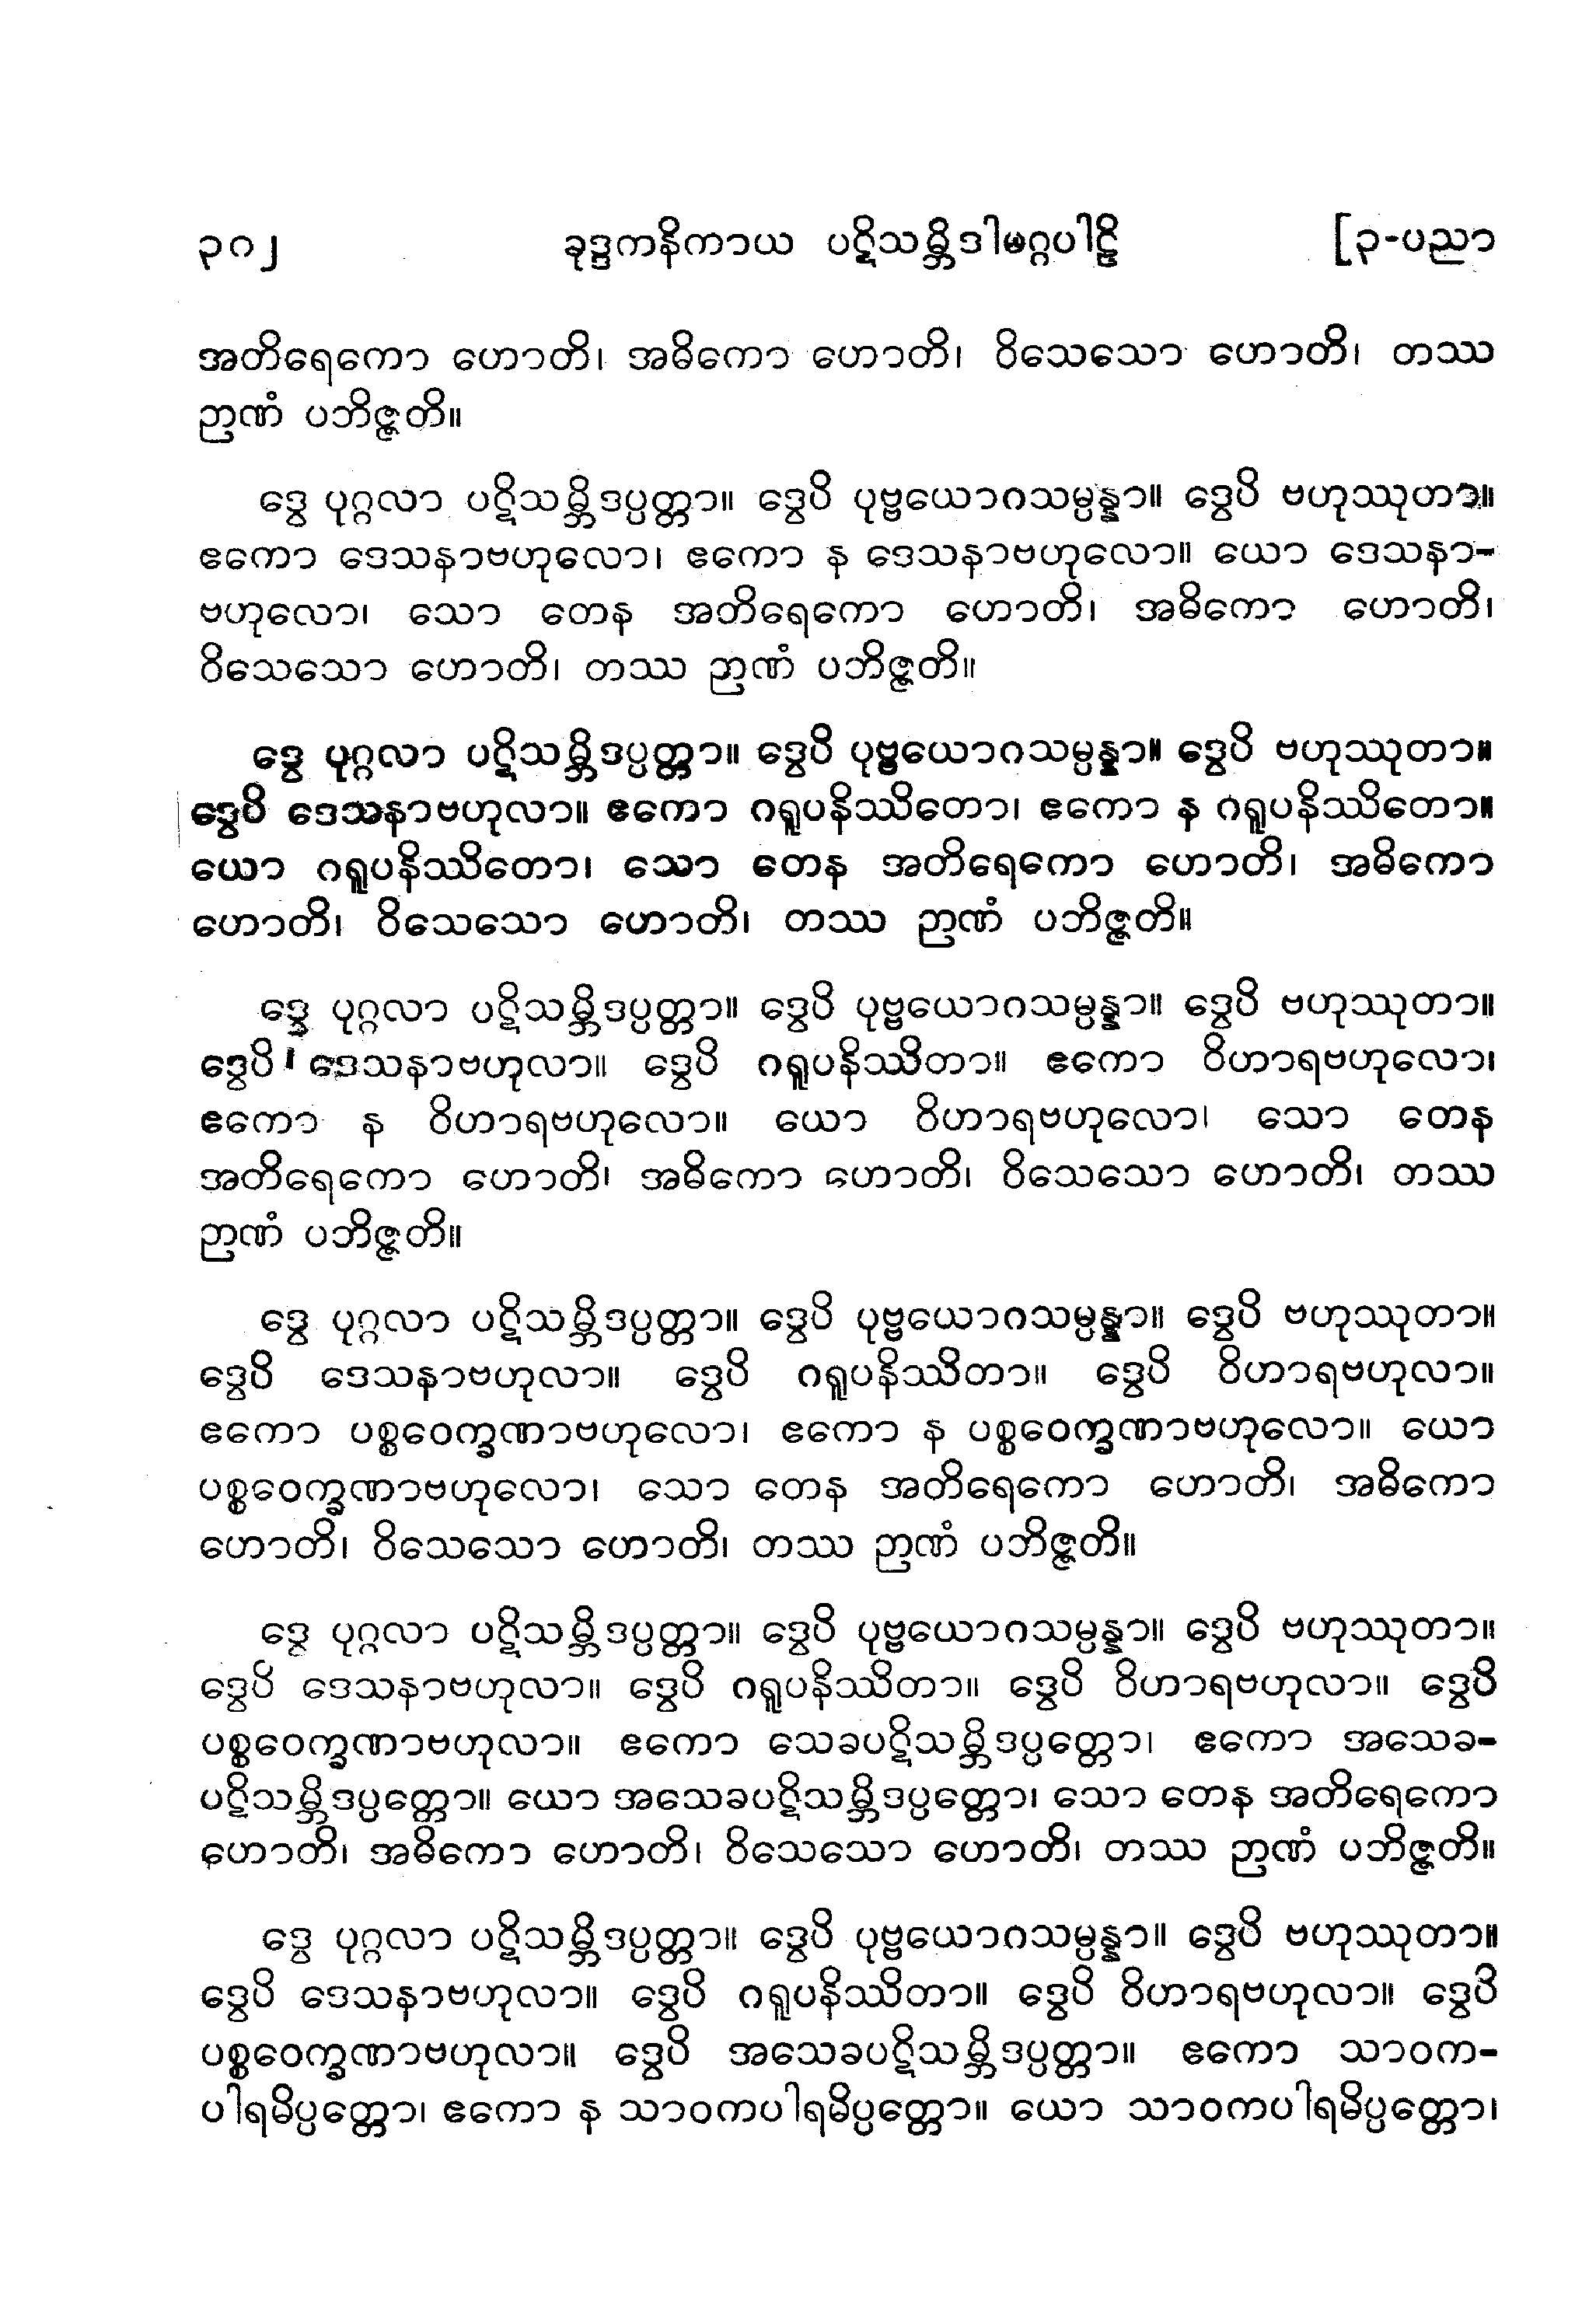 ၃၈၂ ခုဒ္ဒကနိကာယ ပဋိသမ္ဘိဒါမဂ္ဂပါဠိ [၃-ပညာ
အတိရေကော ဟောတိ၊ အဓိကော ဟောတိ၊ ဝိသေသော ဟောတိ၊ တဿ
ဉာဏံ ပဘိဇ္ဇတိ။
ဒွေ ပုဂ္ဂလာ ပဋိသမ္ဘိဒပ္ပတ္တာ။ ဒွေပိ ပုဗ္ဗယောဂသမ္ပန္နာ။ ဒွေပိ ဗဟုဿုတာ။
ဧကော ဒေသနာဗဟုလော၊ ဧကော န ဒေသနာဗဟုလော။ ယော ဒေသနာ-
ဗဟုလော၊ သော တေန အတိရေကော ဟောတိ၊ အဓိကော ဟောတိ၊
ဝိသေသော ဟောတိ၊ တဿ ဉာဏံ ပဘိဇ္ဇတိ။
ဒွေ ပုဂ္ဂလာ ပဋိသမ္ဘိဒပ္ပတ္တာ။ ဒွေပိ ပုဗ္ဗယောဂသမ္ပန္နာ။ ဒွေပိ ဗဟုဿုတာ။
ဒွေပိ ဒေသနာဗဟုလာ။ ဧကော ဂရူပနိဿိတော၊ ဧကော န ဂရူပနိဿိတော။
ယော ဂရူပနိဿိတော၊ သော တေန အတိရေကော ဟောတိ၊ အဓိကော
ဟောတိ၊ ဝိသေသော ဟောတိ၊ တဿ ဉာဏံ ပဘိဇ္ဇတိ။
ဒွေ ပုဂ္ဂလာ ပဋိသမ္ဘိဒပ္ပတ္တာ။ ဒွေပိ ပုဗ္ဗယောဂသမ္ပန္နာ။ ဒွေပိ ဗဟုဿုတာ။
ဒွေပိ ဒေသနာဗဟုလာ။ ဒွေပိ ဂရူပနိဿိတာ။ ဧကော ဝိဟာရဗဟုလော၊
ဧကော န ဝိဟာရဗဟုလော။ ယော ဝိဟာရဗဟုလော၊ သော တေန
အတိရေကော ဟောတိ၊ အဓိကော ဟောတိ၊ ဝိသေသော ဟောတိ၊ တဿ
ဉာဏံ ပဘိဇ္ဇတိ။
ဒွေ ပုဂ္ဂလာ ပဋိသမ္ဘိဒပ္ပတ္တာ။ ဒွေပိ ပုဗ္ဗယောဂသမ္ပန္နာ။ ဒွေပိ ဗဟုဿုတာ။
ဒွေပိ ဒေသနာဗဟုလာ။ ဒွေပိ ဂရူပနိဿိတာ။ ဒွေပိ ဝိဟာရဗဟုလာ။
ဧကော ပစ္စဝေက္ခဏာဗဟုလော၊ ဧကော န ပစ္စဝေက္ခဏာဗဟုလော။ ယော
ပစ္စဝေက္ခဏာဗဟုလော၊ သော တေန အတိရေကော ဟောတိ၊ အဓိကော
ဟောတိ၊ ဝိသေသော ဟောတိ၊ တဿ ဉာဏံ ပဘိဇ္ဇတိ။
ဒွေ ပုဂ္ဂလာ ပဋိသမ္ဘိဒပ္ပတ္တာ။ ဒွေပိ ပုဗ္ဗယောဂသမ္ပန္နာ။ ဒွေပိ ဗဟုဿုတာ။
ဒွေပိ ဒေသနာဗဟုလာ။ ဒွေပိ ဂရူပနိဿိတာ။ ဒွေပိ ဝိဟာရဗဟုလာ။ ဒွေပိ
ပစ္စဝေက္ခဏာဗဟုလာ။ ဧကော သေခပဋိသမ္ဘိဒပ္ပတ္တော၊ ဧကော အသေခ-
ပဋိသမ္ဘိဒပ္ပတ္တော။ ယော အသေခပဋိသမ္ဘိဒပ္ပတ္တော၊ သော တေန အတိရေကော
ဟောတိ၊ အဓိကော ဟောတိ၊ ဝိသေသော ဟောတိ၊ တဿ ဉာဏံ ပဘိဇ္ဇတိ။
ဒွေ ပုဂ္ဂလာ ပဋိသမ္ဘိဒပ္ပတ္တာ။ ဒွေပိ ပုဗ္ဗယောဂသမ္ပန္နာ။ ဒွေပိ ဗဟုဿုတာ။
ဒွေပိ ဒေသနာဗဟုလာ။ ဒွေပိ ဂရူပနိဿိတာ။ ဒွေပိ ဝိဟာရဗဟုလာ။ ဒွေပိ
ပစ္စဝေက္ခဏာဗဟုလာ။ ဒွေပိ အသေခပဋိသမ္ဘိဒပ္ပတ္တာ။ ဧကော သာဝက-
ပါရမိပ္ပတ္တော၊ ဧကော န သာဝကပါရမိပ္ပတ္တော။ ယော သာဝကပါရမိပ္ပတ္တော၊